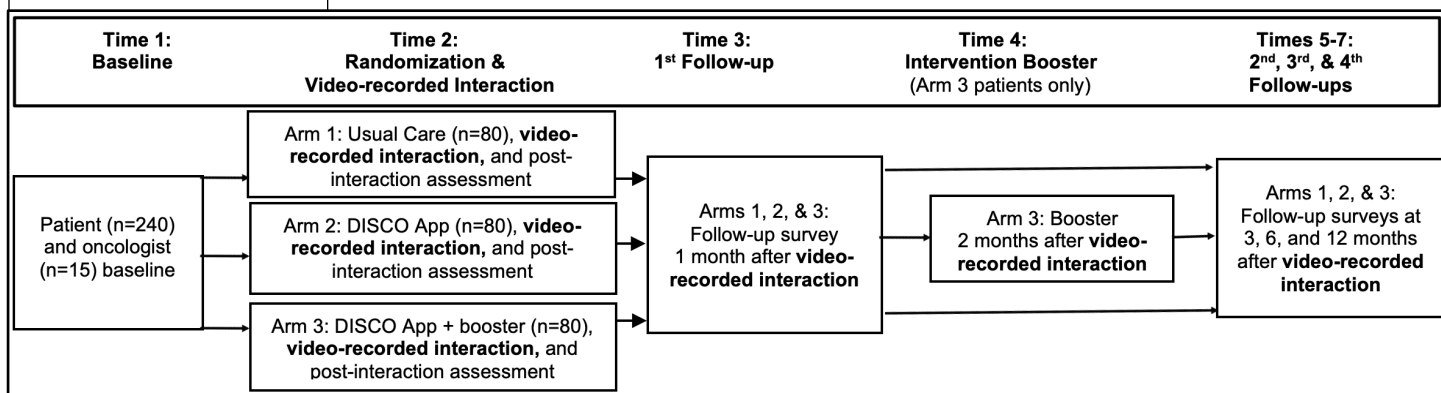 Time 1:
Baseline
Time 2:
Randomization &
Video-recorded Interaction
Time 3:
1st Follow-up
Time 4:
Intervention Booster
(Arm 3 patients only)
Times 5-7:
2nd, 3rd, & 4th
Follow-ups
Patient (n=240)
and oncologist
(n=15) baseline
Arm 1: Usual Care (n=80), video-
recorded interaction, and post-
interaction assessment
Arm 2: DISCO App (n=80), video-
recorded interaction, and post-
interaction assessment
Arm 3: DISCO App + booster (n=80),
video-recorded interaction, and
post-interaction assessment
Arms 1, 2, & 3:
Follow-up survey
1 month after video-
recorded interaction
Arm 3: Booster
2 months after video-
recorded interaction
Arms 1, 2, & 3:
Follow-up surveys at
3, 6, and 12 months
after video-recorded
interaction